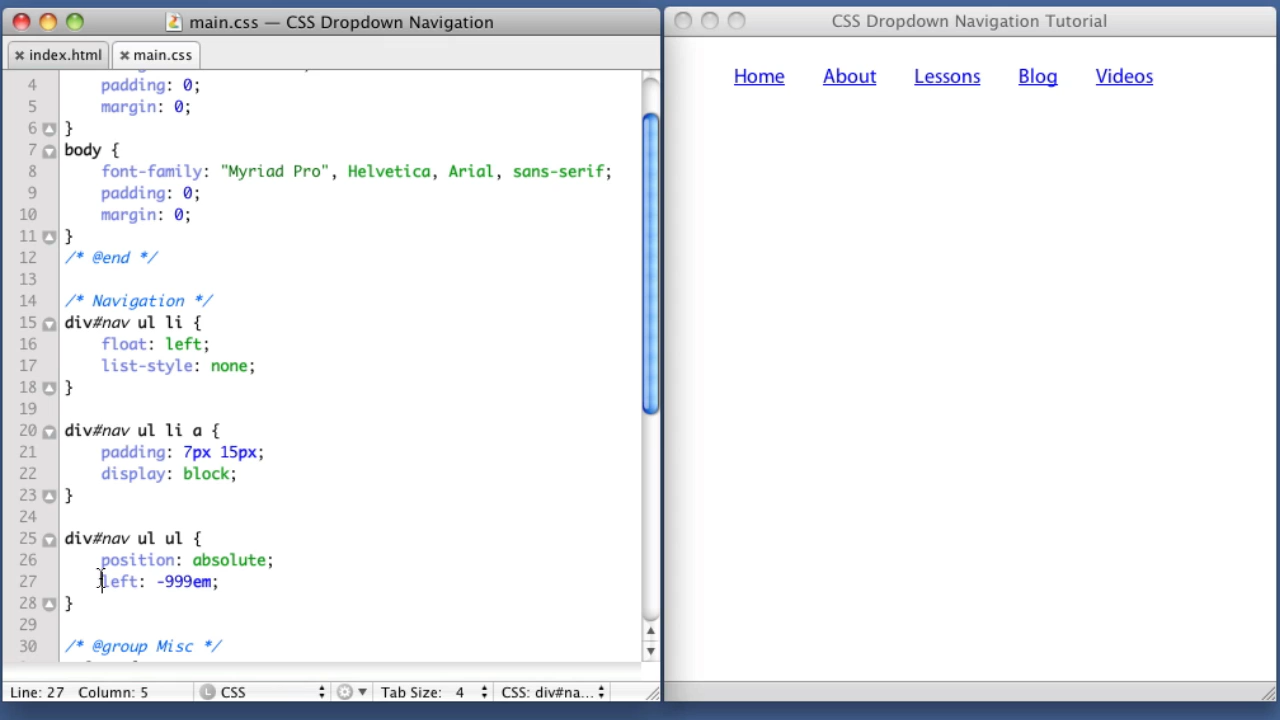 main.css — CSS Dropdown Navigation
index.html main.css
4 padding: 0;
5 margin: 0;
6 }
7 body {
8 font-family: "Myriad Pro", Helvetica, Arial, sans-serif;
9 padding: 0;
10 margin: 0;
11 }
12 /* @end */
13
14 /* Navigation */
15 div#nav ul li {
16 float: left;
17 list-style: none;
18 }
19
20 div#nav ul li a {
21 padding: 7px 15px;
22 display: block;
23 }
24
25 div#nav ul ul {
26 position: absolute;
27 left: -999em;
28 }
29
30 /* @group Misc */
Line: 27 Column: 5 L CSS Tab Size: 4 CSS: div#na...
CSS Dropdown Navigation Tutorial
Home About Lessons Blog Videos